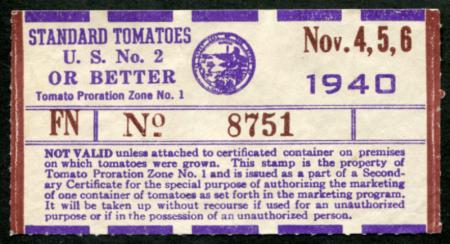 STANDARD TOMATOES
U. S. No. 2
OR BETTER
Tomato Proration Zone No. 1
Nov. 4, 5, 6
1940
FN No 8751
NOT VALID unless attached to certificated container on premises
on which tomatoes were grown. This stamp is the property of
Tomato Proration Zone No. 1 and is issued as a part of a Second-
ary Certificate for the special purpose of authorizing the marketing
of one container of tomatoes as set forth in the marketing program.
It will be taken up without recourse if used for an unauthorized
purpose or if in the possession of an unauthorized person.